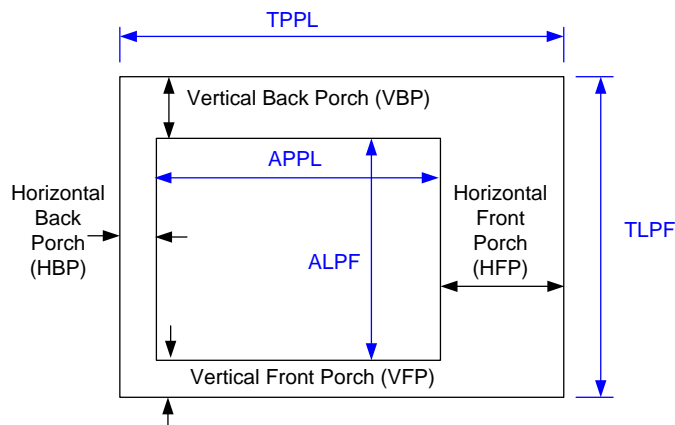 TPPL
Vertical Back Porch (VBP)
APPL
Horizontal
Back
Porch
(HBP)
Horizontal
Front
Porch
(HFP)
TLPF
ALPF
Vertical Front Porch (VFP)